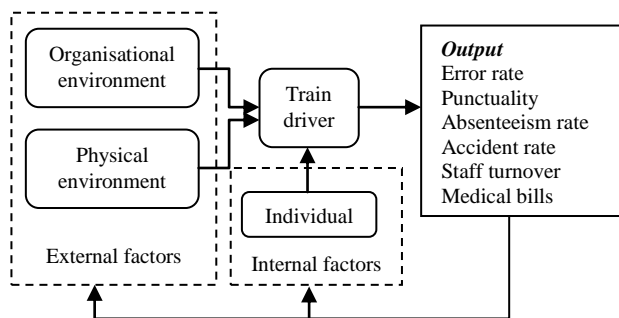 Organisational
environment
Physical
environment
External factors
Train
driver
Individual
Internal factors
Output
Error rate
Punctuality
Absenteeism rate
Accident rate
Staff turnover
Medical bills